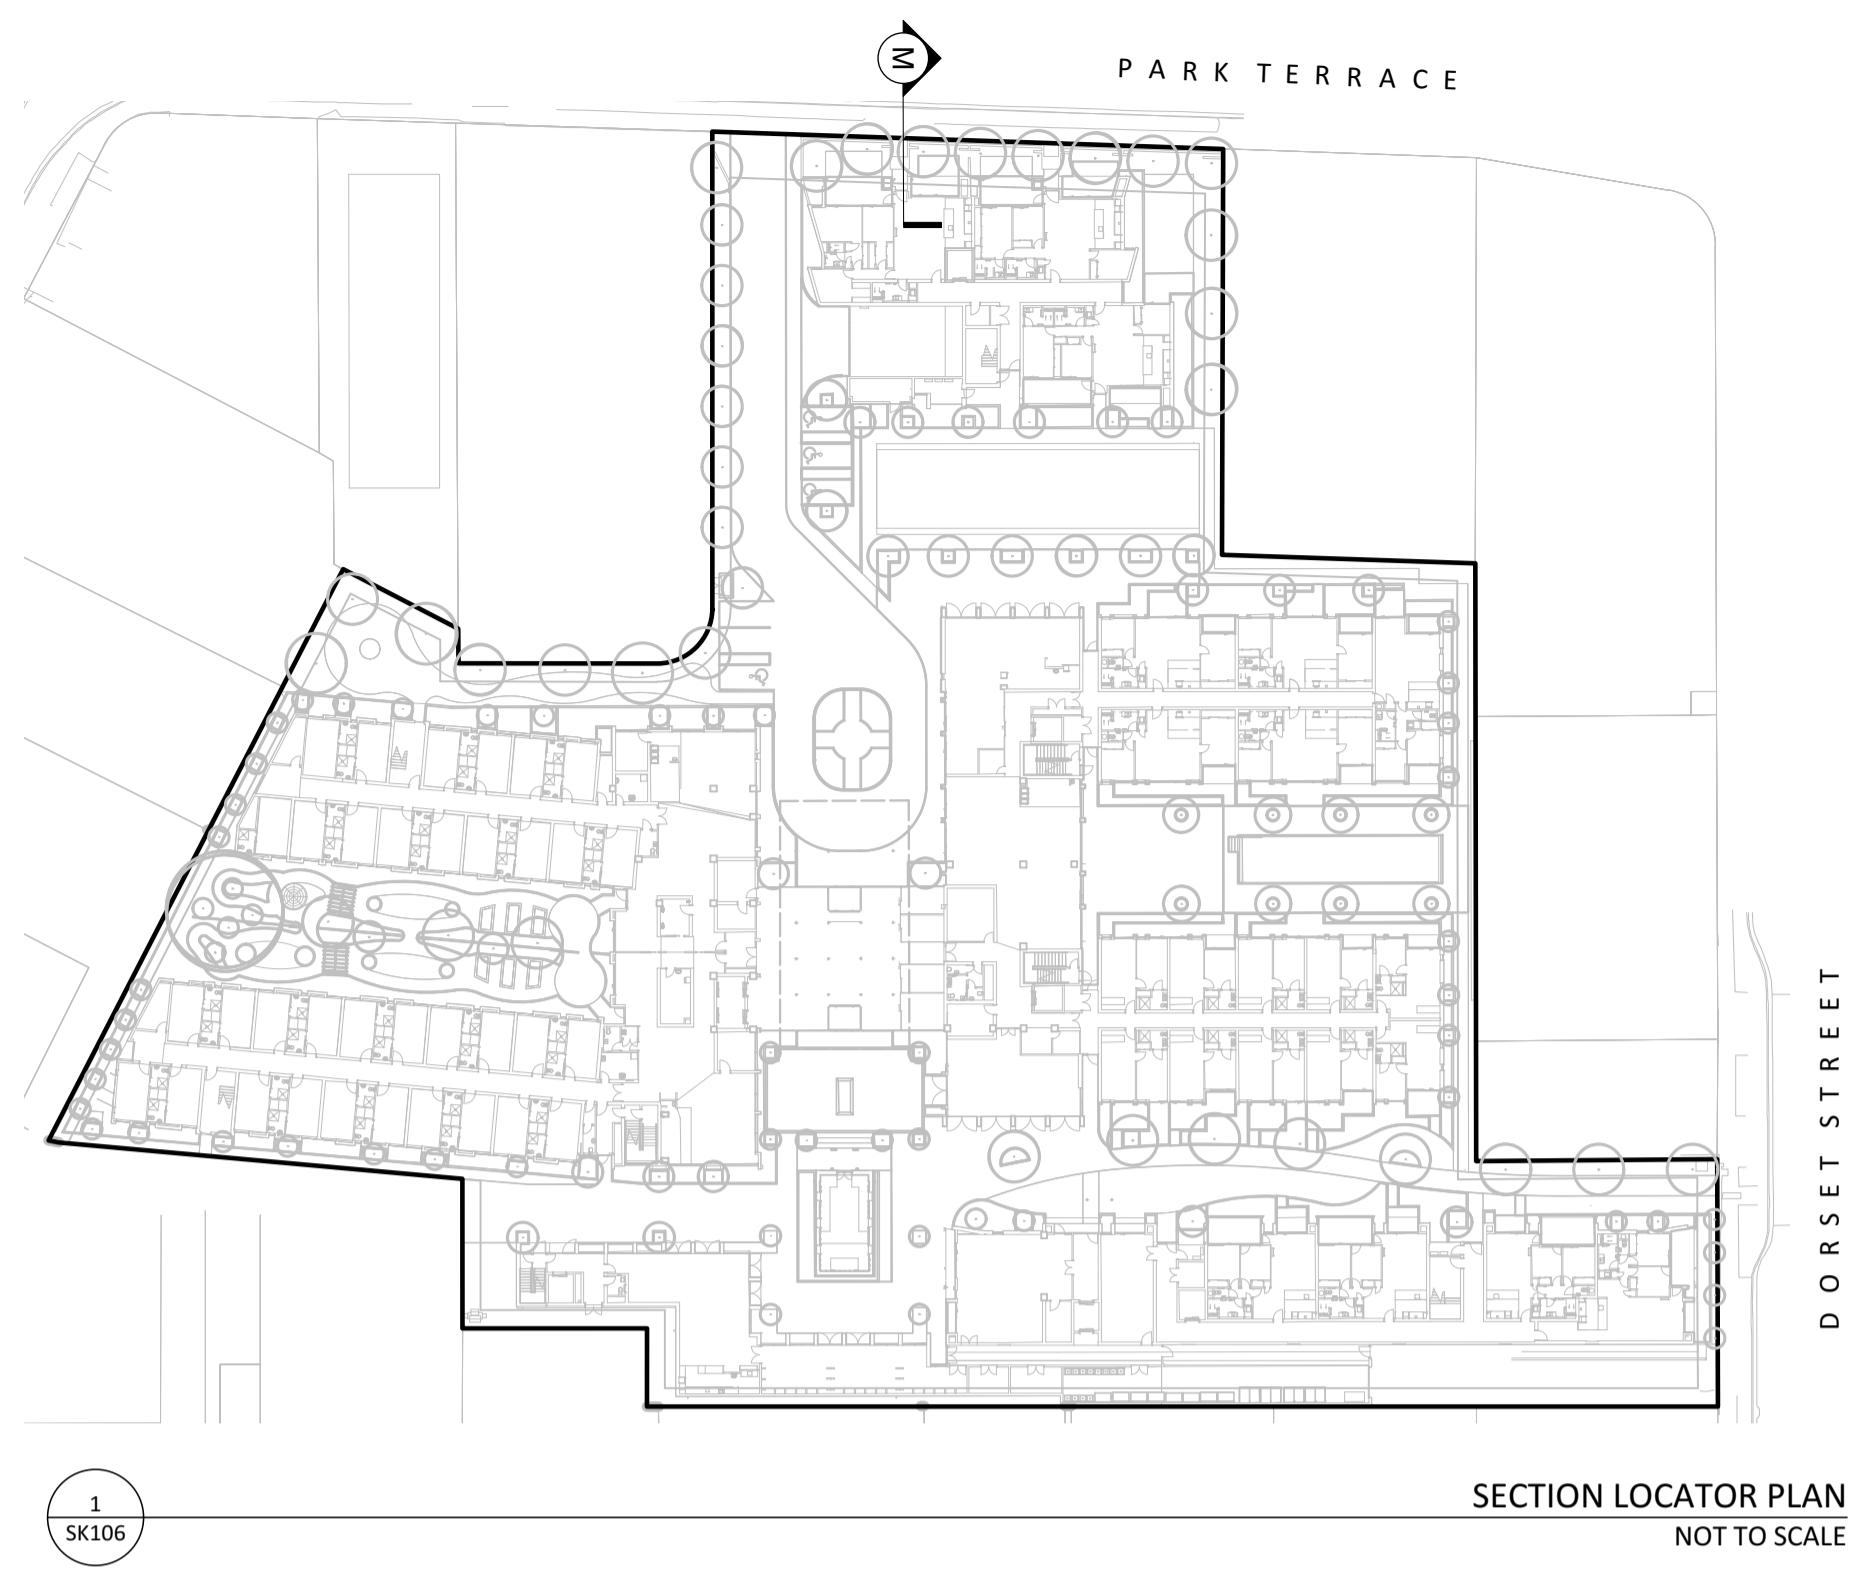 M
PARK TERRACE
DORSET STREET
1
SK106
SECTION LOCATOR PLAN
NOT TO SCALE